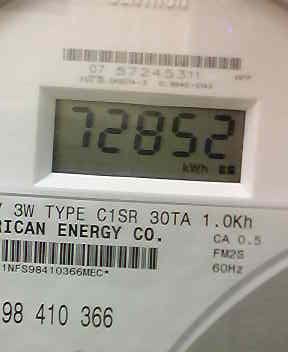 07 57245311
72852
kWh
3W TYPE C1SR 30TA 1.0Kh
RICAN ENERGY CO.
CA 0.5
FM2S
60Hz
1NFS98410366MEC*
98 410 366